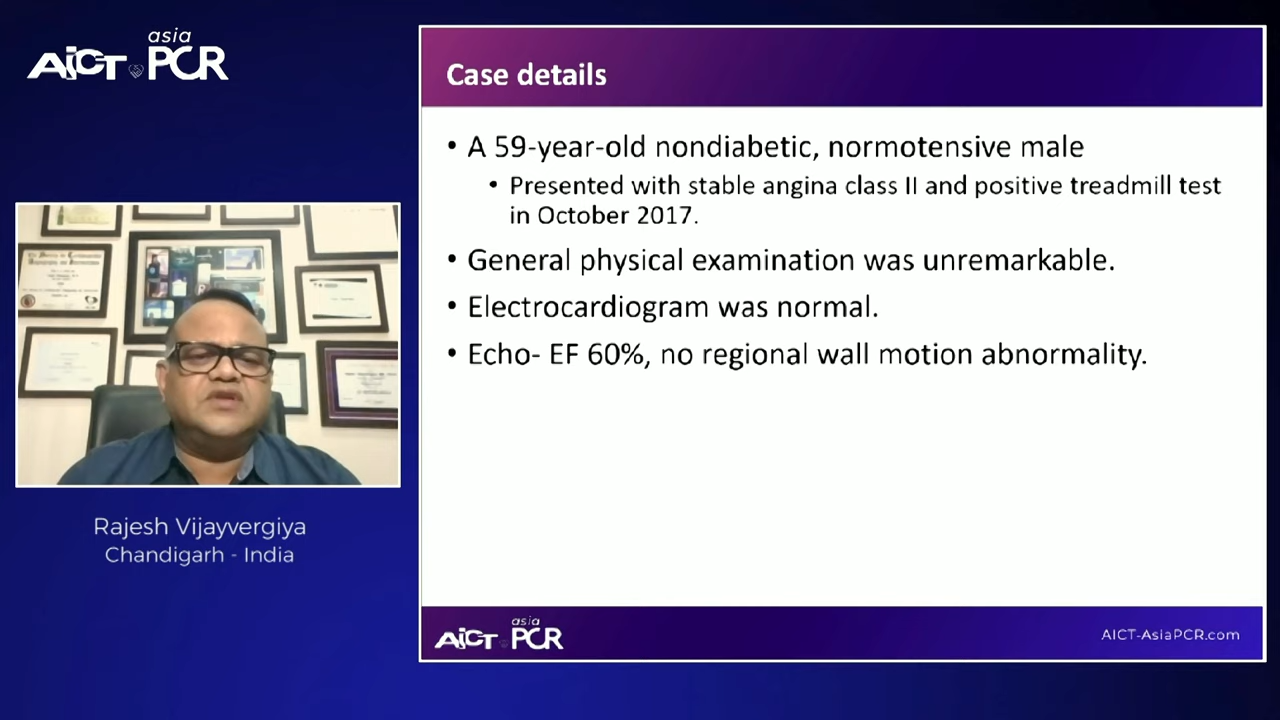 asia
AICT PCR
Case details
• A 59-year-old nondiabetic, normotensive male
• Presented with stable angina class II and positive treadmill test
in October 2017.
• General physical examination was unremarkable.
• Electrocardiogram was normal.
• Echo- EF 60%, no regional wall motion abnormality.
Rajesh Vijayvergiya
Chandigarh - India
asia
AICT PCR
AICT-AsiaPCR.com